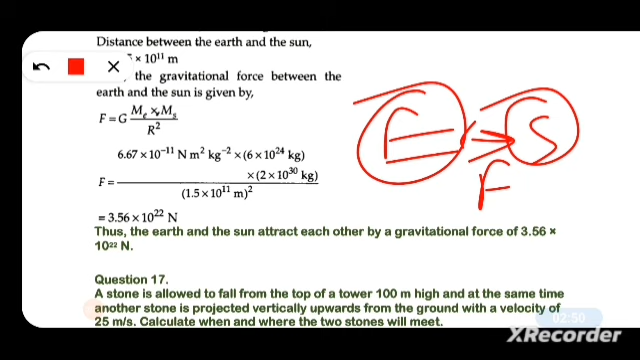 Distance between the earth and the sun,
× 10¹¹ m
the gravitational force between the
earth and the sun is given by,
F = G Mₑ × Mₛ / R²
6.67 × 10⁻¹¹ N m² kg⁻² × (6 × 10²⁴ kg)
F = × (2 × 10³⁰ kg)
(1.5 × 10¹¹ m)²
= 3.56 × 10²² N
Thus, the earth and the sun attract each other by a gravitational force of 3.56 ×
10²² N.
E
S
F
Question 17.
A stone is allowed to fall from the top of a tower 100 m high and at the same time
another stone is projected vertically upwards from the ground with a velocity of
25 m/s. Calculate when and where the two stones will meet.
02:50
XRecorder